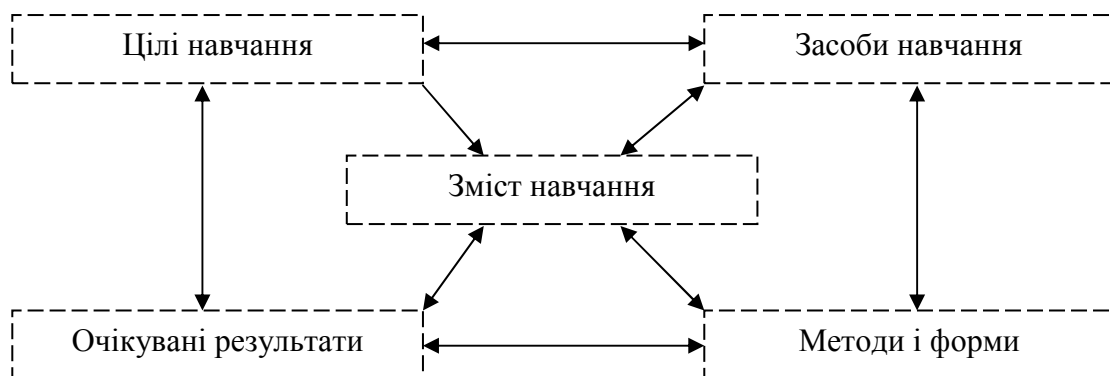 Цілі навчання
Засоби навчання
Зміст навчання
Очікувані результати
Методи і форми